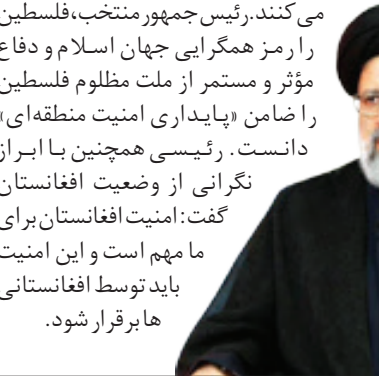 می‌کنند. رئیس جمهور منتخب، فلسطین
را رمز همگرایی جهان اسلام و دفاع
مؤثر و مستمر از ملت مظلوم فلسطین
را ضامن «پایداری امنیت منطقه‌ای»
دانست. رئیسی همچنین با ابراز
نگرانی از وضعیت افغانستان
گفت: امنیت افغانستان برای
ما مهم است و این امنیت
باید توسط افغانستانی
ها برقرار شود.